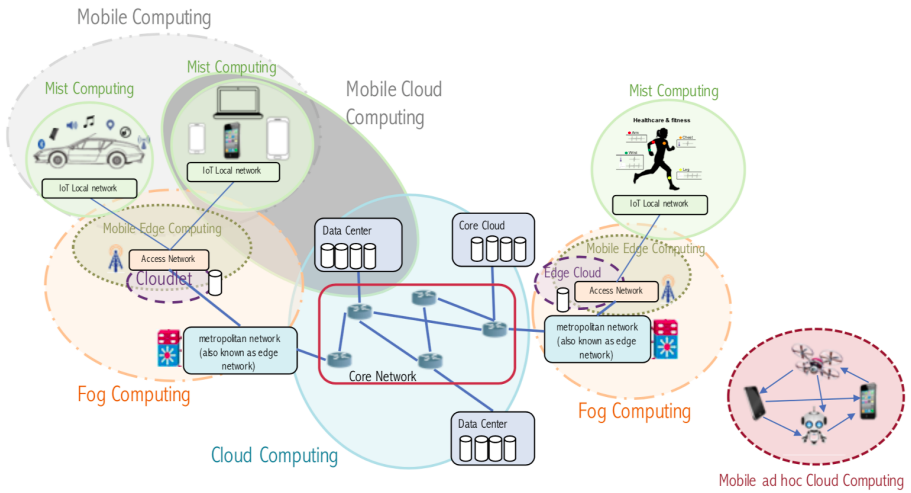 Mobile Computing
Mist Computing
Mist Computing
Mobile Cloud
Computing
IoT Local network
IoT Local network
Mist Computing
Healthcare & fitness
IoT Local network
Mobile Edge Computing
Access Network
Cloudlet
metropolitan network
(also known as edge
network)
Fog Computing
Data Center
Core Cloud
Core Network
Data Center
Cloud Computing
Mobile Edge Computing
Edge Cloud
Access Network
metropolitan network
(also known as edge
network)
Fog Computing
Mobile ad hoc Cloud Computing